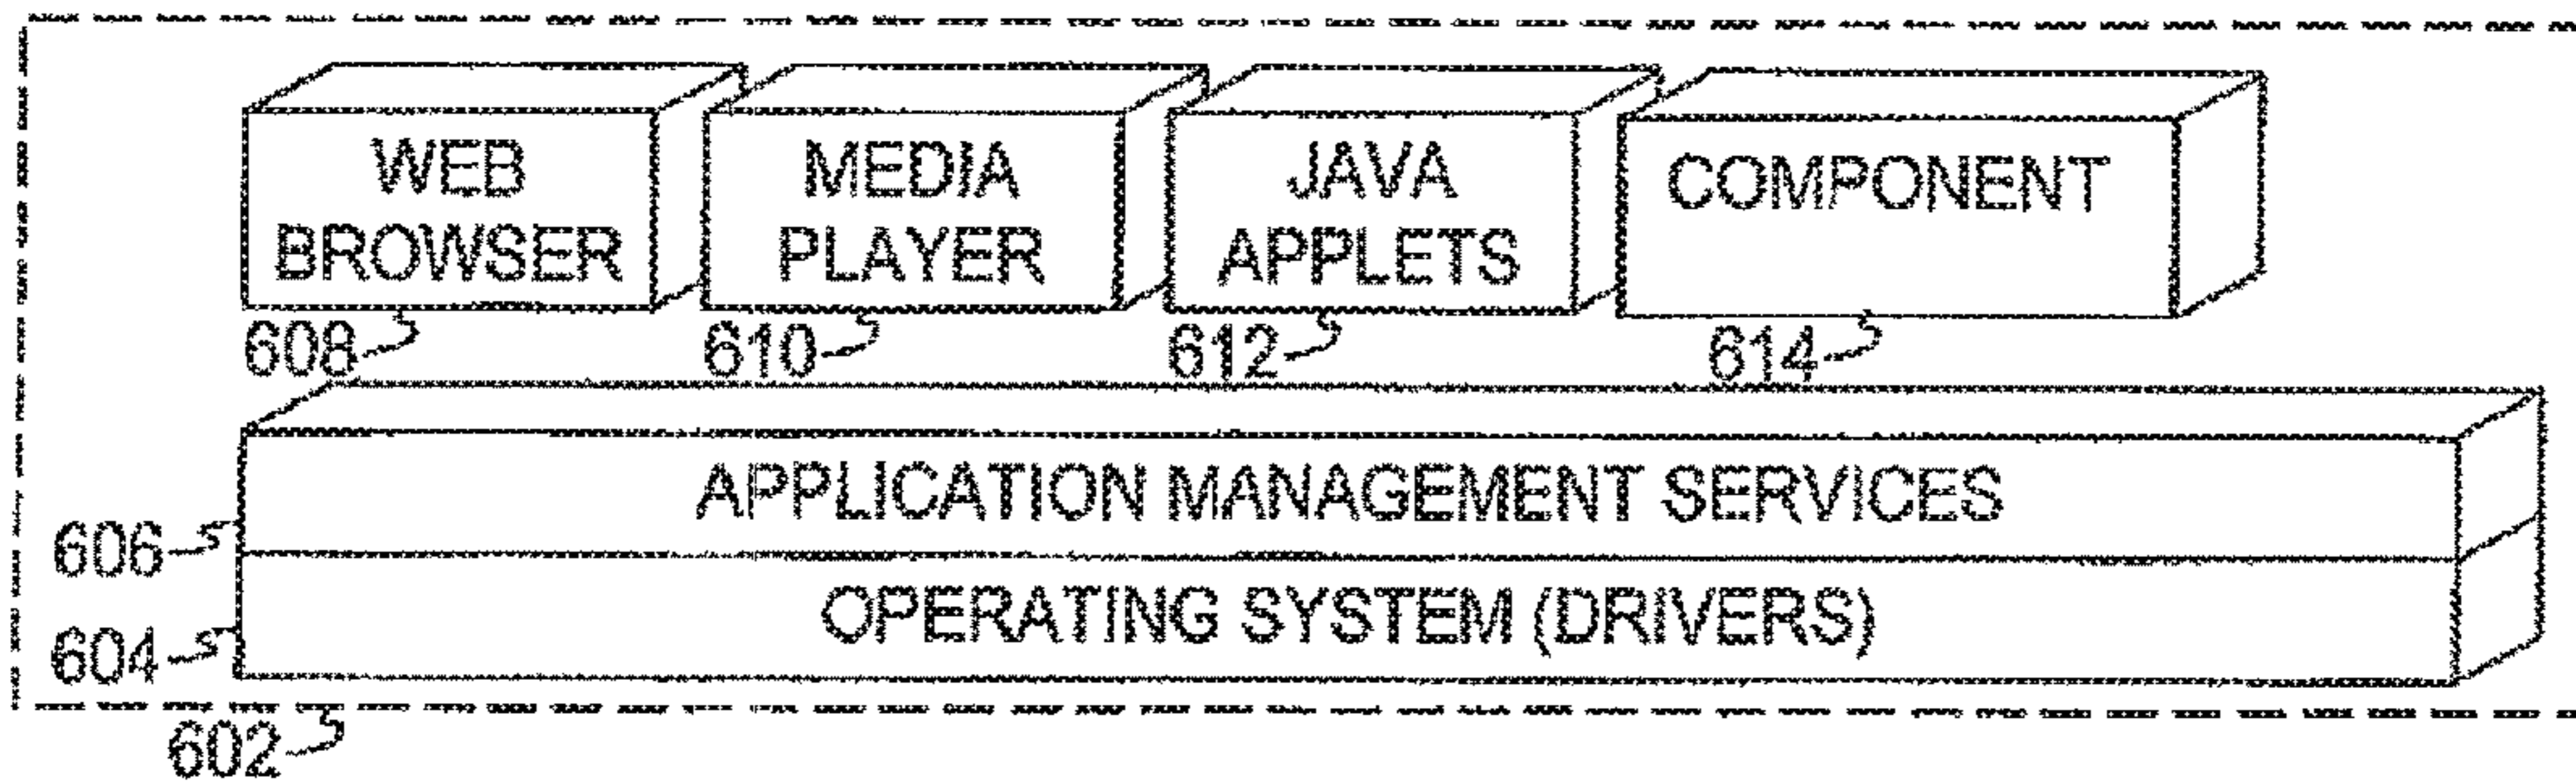 WEB
BROWSER
MEDIA
PLAYER
JAVA
APPLETS
COMPONENT
608
610
612
614
APPLICATION MANAGEMENT SERVICES
606
OPERATING SYSTEM (DRIVERS)
604
602